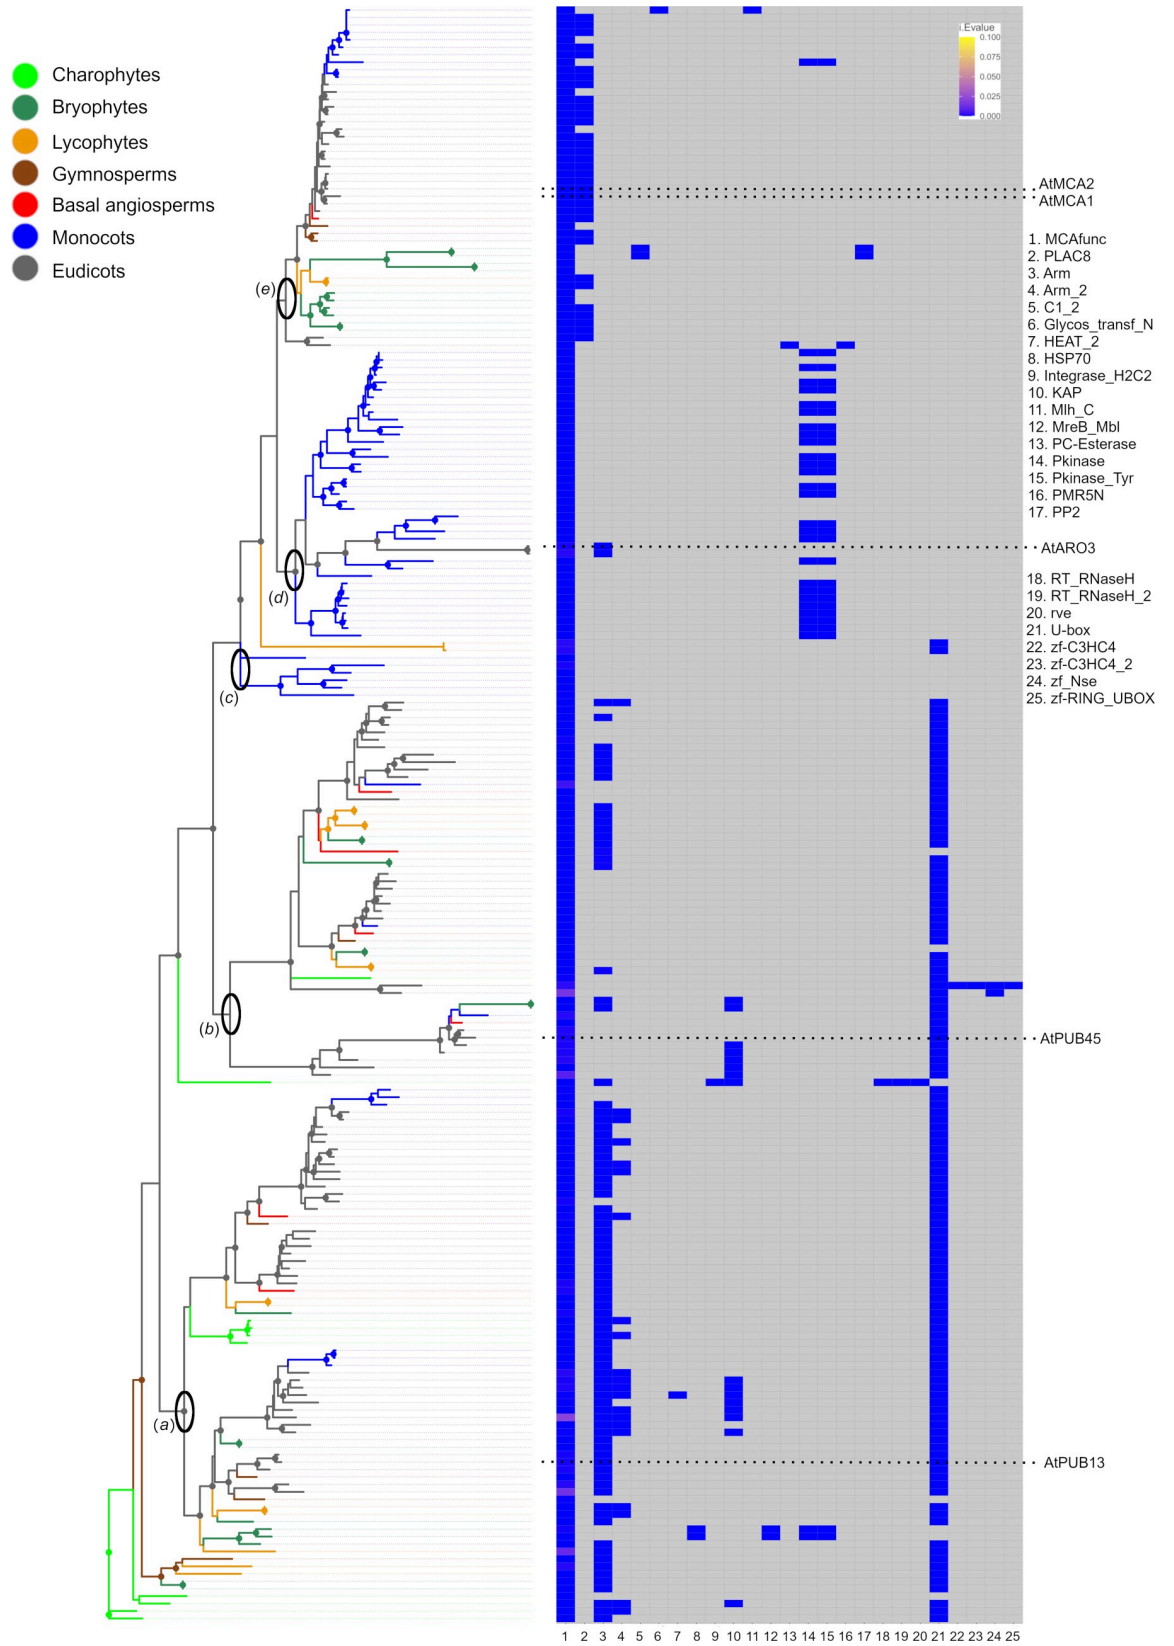 Charophytes
Bryophytes
Lycophytes
Gymnosperms
Basal angiosperms
Monocots
Eudicots
i.Evalue
0.100
0.075
0.050
0.025
0.000
AtMCA2
AtMCA1
1. MCAfunc
2. PLAC8
3. Arm
4. Arm_2
5. C1_2
6. Glycos_transf_N
7. HEAT_2
8. HSP70
9. Integrase_H2C2
10. KAP
11. Mlh_C
12. MreB_Mbl
13. PC-Esterase
14. Pkinase
15. Pkinase_Tyr
16. PMR5N
17. PP2
AtARO3
18. RT_RNaseH
19. RT_RNaseH_2
20. rve
21. U-box
22. zf-C3HC4
23. zf-C3HC4_2
24. zf_Nse
25. zf-RING_UBOX
AtPUB45
AtPUB13
(e)
(d)
(c)
(b)
(a)
1 2 3 4 5 6 7 8 9 10 11 12 13 14 15 16 17 18 19 20 21 22 23 24 25